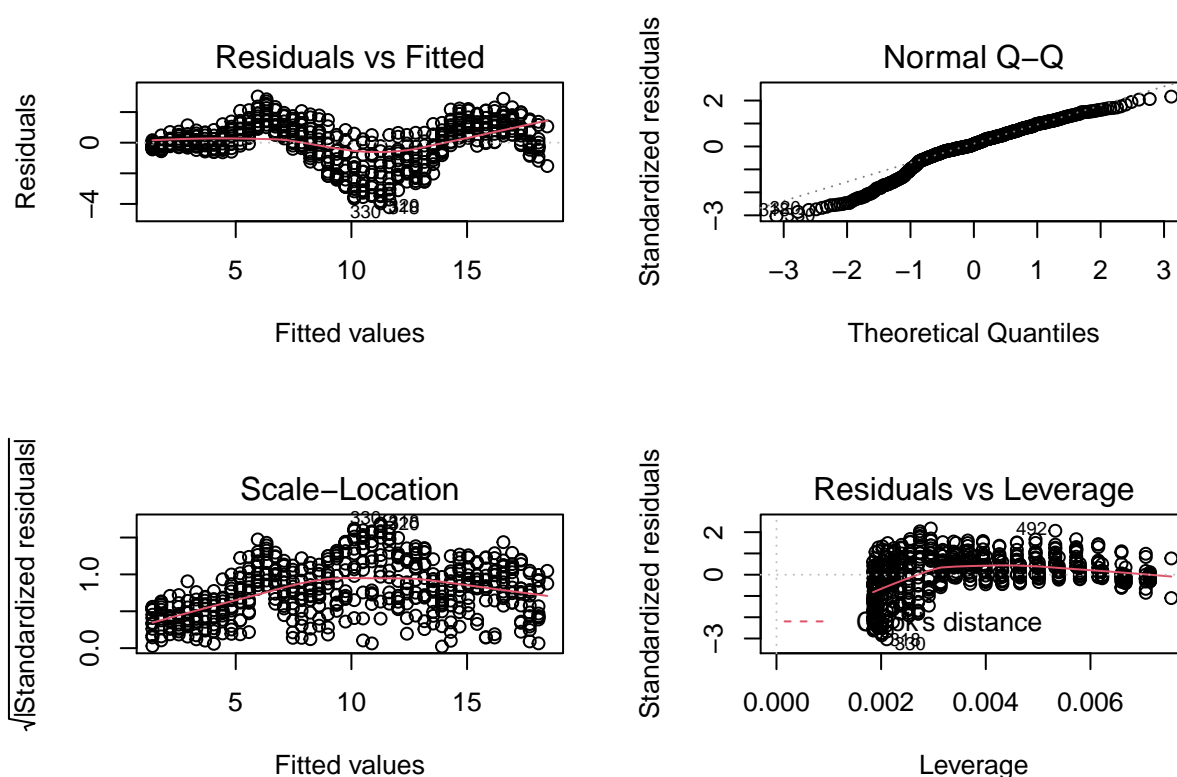 Residuals vs Fitted
Residuals
0
−4
330
5
10
15
Fitted values
Normal Q−Q
Standardized residuals
2
0
−3
−3
−2
−1
0
1
2
3
Theoretical Quantiles
Scale−Location
√|Standardized residuals|
1.0
0.0
330
5
10
15
Fitted values
Residuals vs Leverage
Standardized residuals
2
0
−3
492
distance
318
330
0.000
0.002
0.004
0.006
Leverage